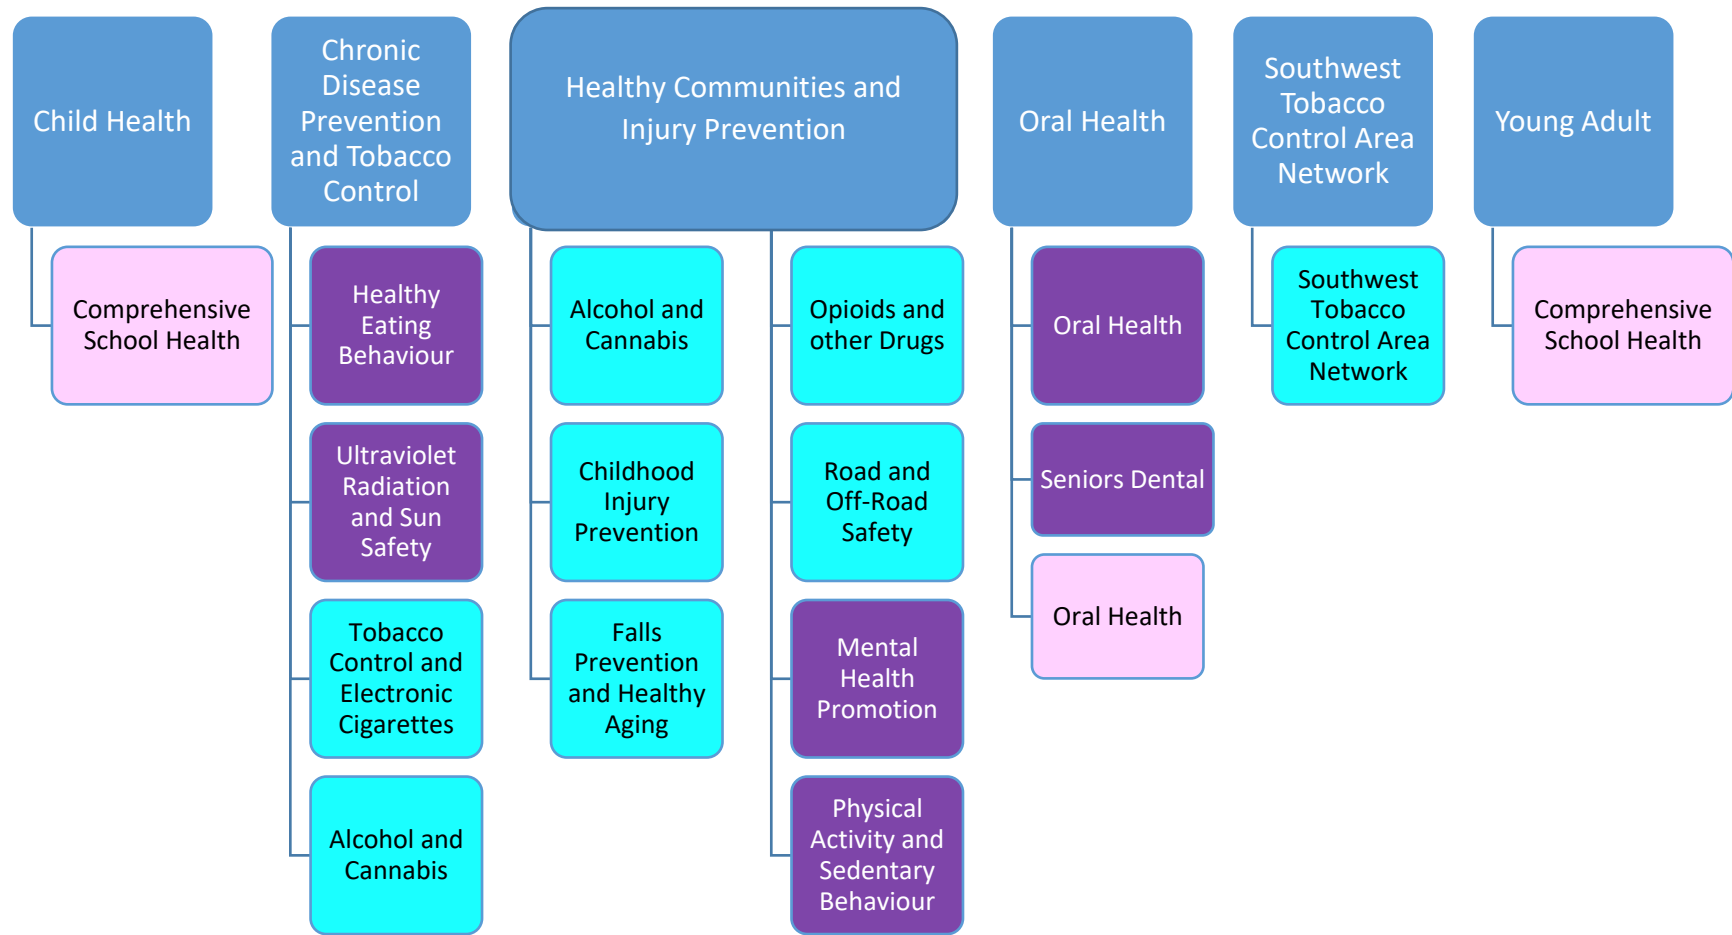 Child Health
Chronic
Disease
Prevention
and Tobacco
Control
Healthy Communities and
Injury Prevention
Oral Health
Southwest
Tobacco
Control Area
Network
Young Adult
Comprehensive
School Health
Healthy
Eating
Behaviour
Ultraviolet
Radiation
and Sun
Safety
Tobacco
Control and
Electronic
Cigarettes
Alcohol and
Cannabis
Alcohol and
Cannabis
Childhood
Injury
Prevention
Falls
Prevention
and Healthy
Aging
Opioids and
other Drugs
Road and
Off-Road
Safety
Mental
Health
Promotion
Physical
Activity and
Sedentary
Behaviour
Oral Health
Seniors Dental
Oral Health
Southwest
Tobacco
Control Area
Network
Comprehensive
School Health